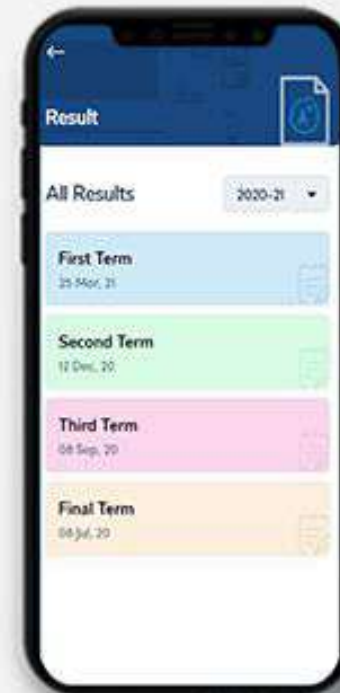 Result
All Results
2020-21
First Term
25 Mar, 21
Second Term
12 Dec, 20
Third Term
08 Sep, 20
Final Term
08 Jul, 20